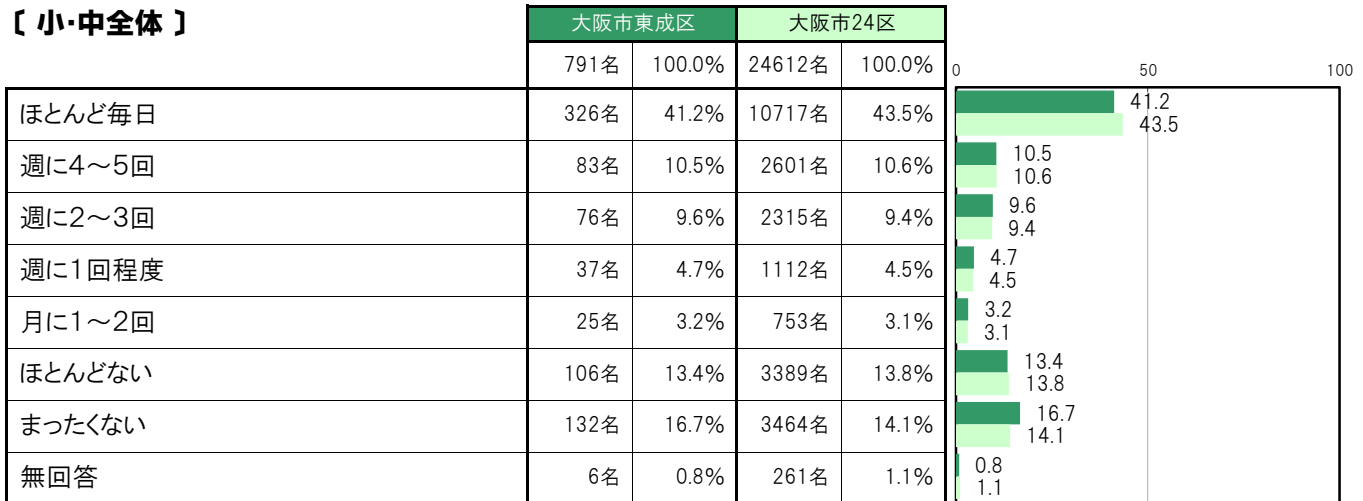 〔 小・中全体 〕
大阪市東成区 大阪市24区
791名 100.0% 24612名 100.0%
0 50 100
ほとんど毎日 326名 41.2% 10717名 43.5%
41.2
43.5
週に4～5回 83名 10.5% 2601名 10.6%
10.5
10.6
週に2～3回 76名 9.6% 2315名 9.4%
9.6
9.4
週に1回程度 37名 4.7% 1112名 4.5%
4.7
4.5
月に1～2回 25名 3.2% 753名 3.1%
3.2
3.1
ほとんどない 106名 13.4% 3389名 13.8%
13.4
13.8
まったくない 132名 16.7% 3464名 14.1%
16.7
14.1
無回答 6名 0.8% 261名 1.1%
0.8
1.1